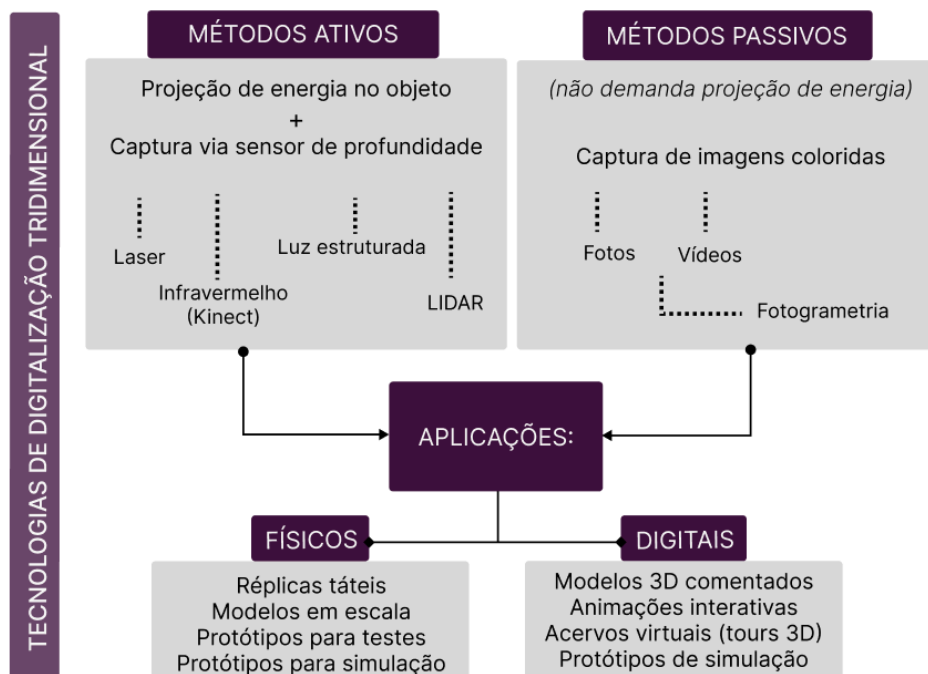 TECNOLOGIAS DE DIGITALIZAÇÃO TRIDIMENSIONAL
MÉTODOS ATIVOS
Projeção de energia no objeto
+
Captura via sensor de profundidade
Laser
Infravermelho
(Kinect)
Luz estruturada
LIDAR
MÉTODOS PASSIVOS
(não demanda projeção de energia)
Captura de imagens coloridas
Fotos
Vídeos
Fotogrametria
APLICAÇÕES:
FÍSICOS
Réplicas táteis
Modelos em escala
Protótipos para testes
Protótipos para simulação
DIGITAIS
Modelos 3D comentados
Animações interativas
Acervos virtuais (tours 3D)
Protótipos de simulação